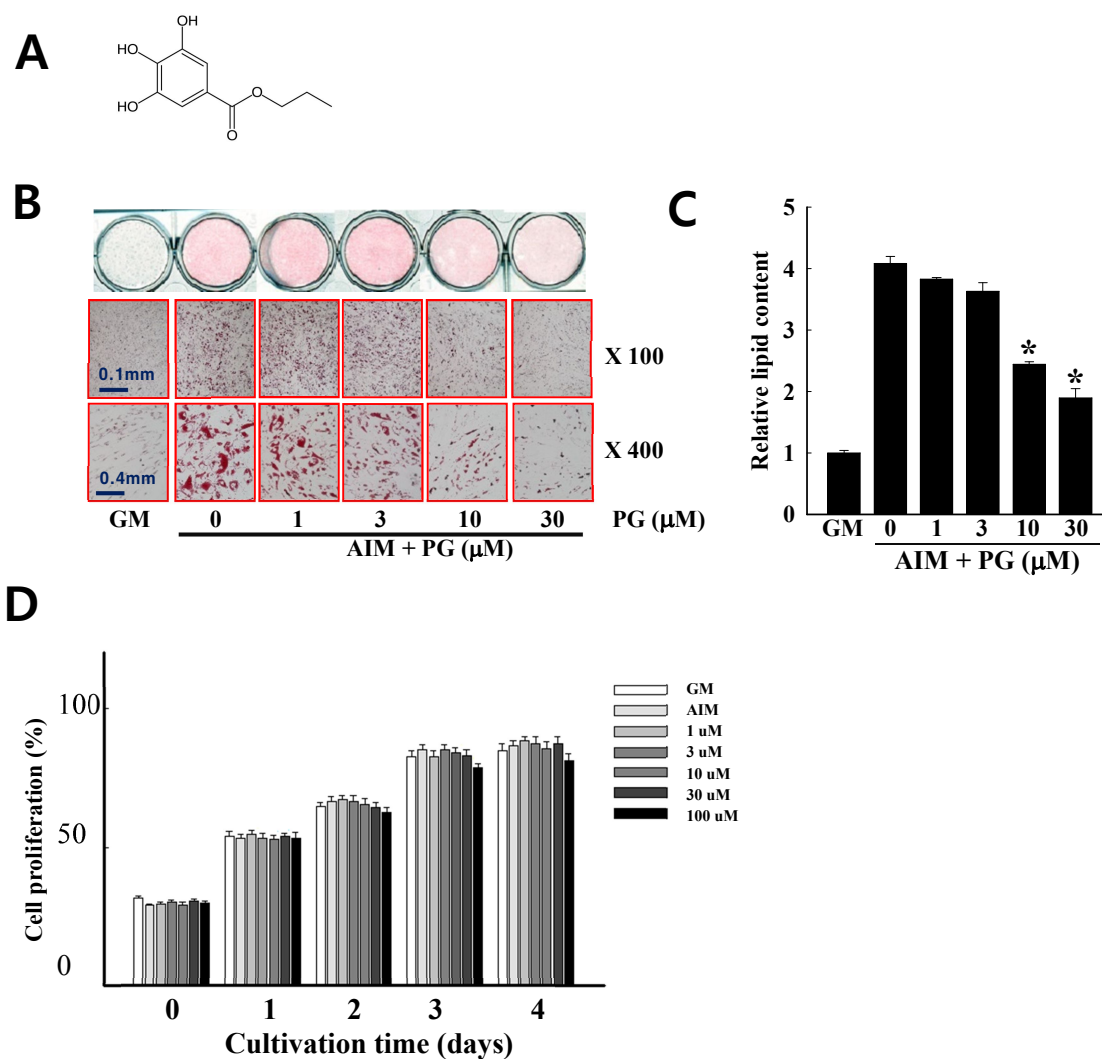 A
OH
HO
HO
O
O
B
0.1mm
X 100
0.4mm
X 400
GM 0 1 3 10 30 PG (μM)
AIM + PG (μM)
C
Relative lipid content
5
4
3
2
1
0
*
*
GM 0 1 3 10 30
AIM + PG (μM)
D
Cell proliferation (%)
100
50
0
0 1 2 3 4
Cultivation time (days)
GM
AIM
1 uM
3 uM
10 uM
30 uM
100 uM